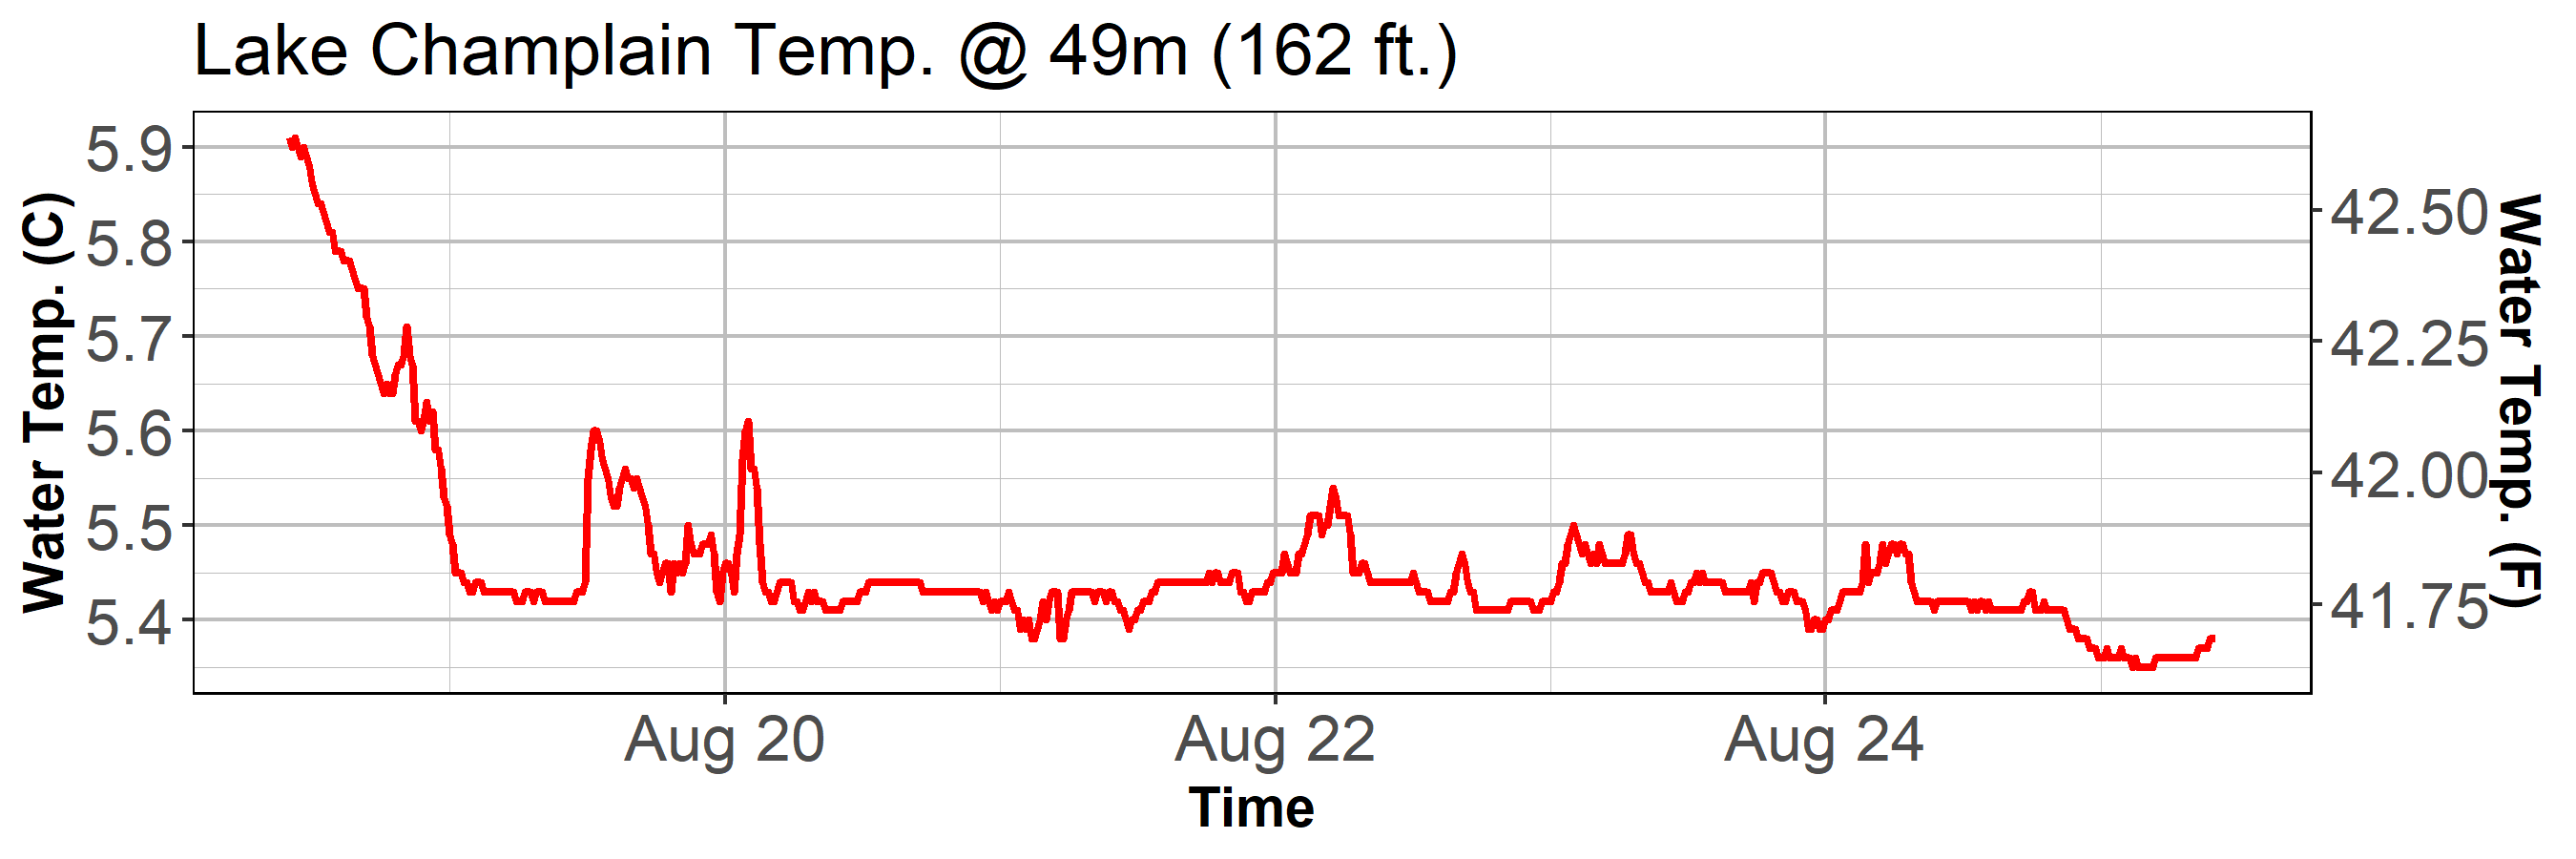 Lake Champlain Temp. @ 49m (162 ft.)
Water Temp. (C)
5.9
5.8
5.7
5.6
5.5
5.4
42.50
42.25
42.00
41.75
Water Temp. (F)
Aug 20 Aug 22 Aug 24
Time